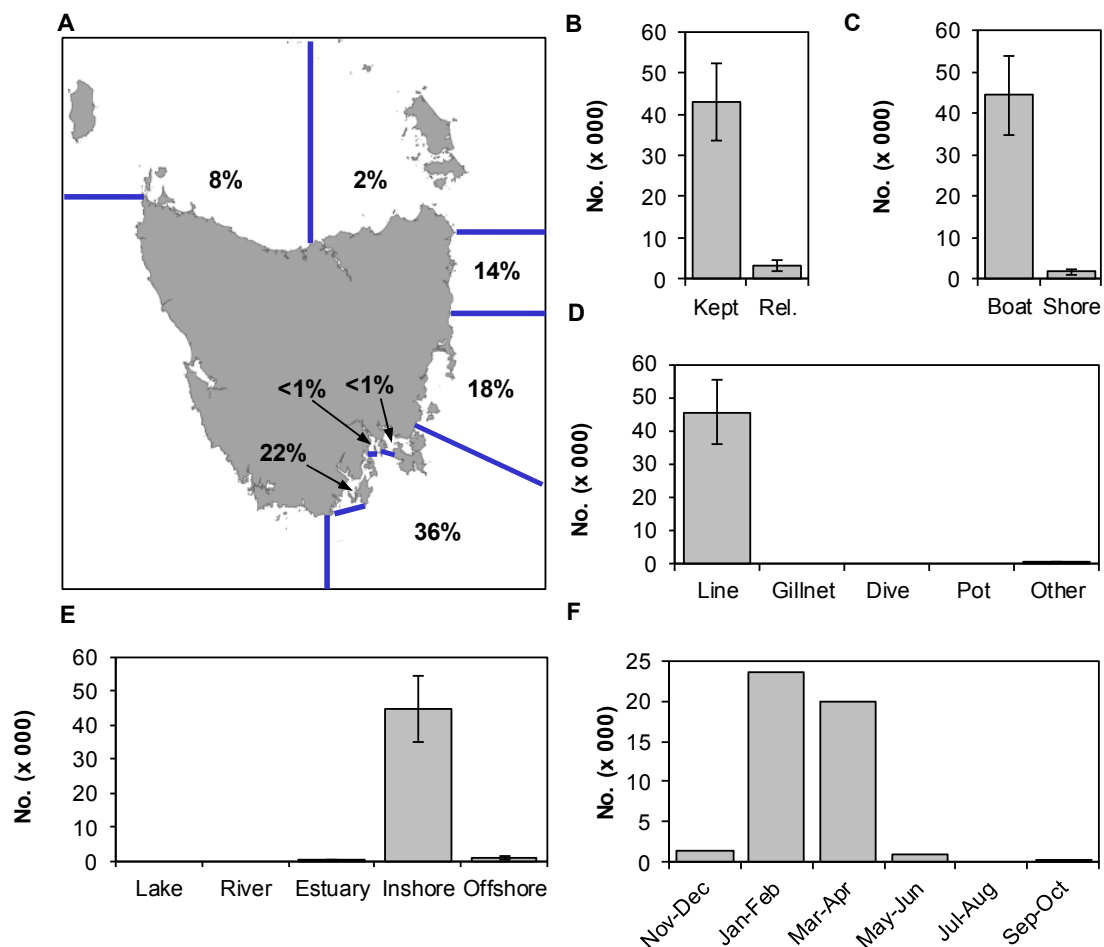 A
8%
2%
14%
18%
<1%
<1%
22%
36%
B
No. (x 000)
60
50
40
30
20
10
0
Kept Rel.
C
No. (x 000)
60
50
40
30
20
10
0
Boat Shore
D
No. (x 000)
60
50
40
30
20
10
0
Line Gillnet Dive Pot Other
E
No. (x 000)
60
50
40
30
20
10
0
Lake River Estuary Inshore Offshore
F
No. (x 000)
25
20
15
10
5
0
Nov-Dec
Jan-Feb
Mar-Apr
May-Jun
Jul-Aug
Sep-Oct